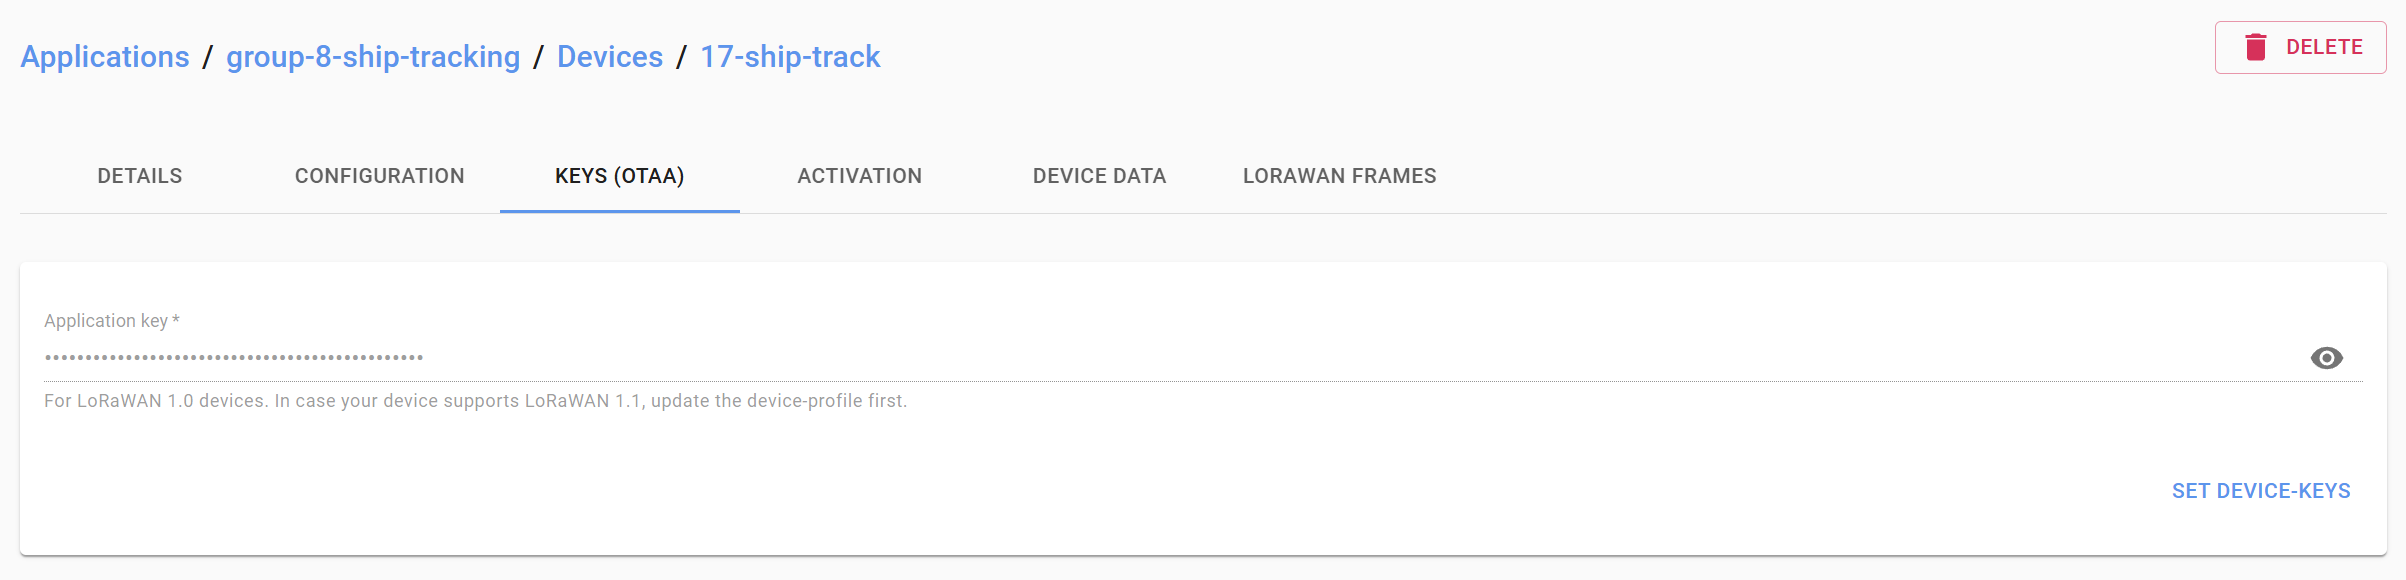 Applications / group-8-ship-tracking / Devices / 17-ship-track
DELETE
DETAILS CONFIGURATION KEYS (OTAA) ACTIVATION DEVICE DATA LORAWAN FRAMES
Application key *
•••••••••••••••••••••••••••••••••••••••••••••••
For LoRaWAN 1.0 devices. In case your device supports LoRaWAN 1.1, update the device-profile first.
SET DEVICE-KEYS